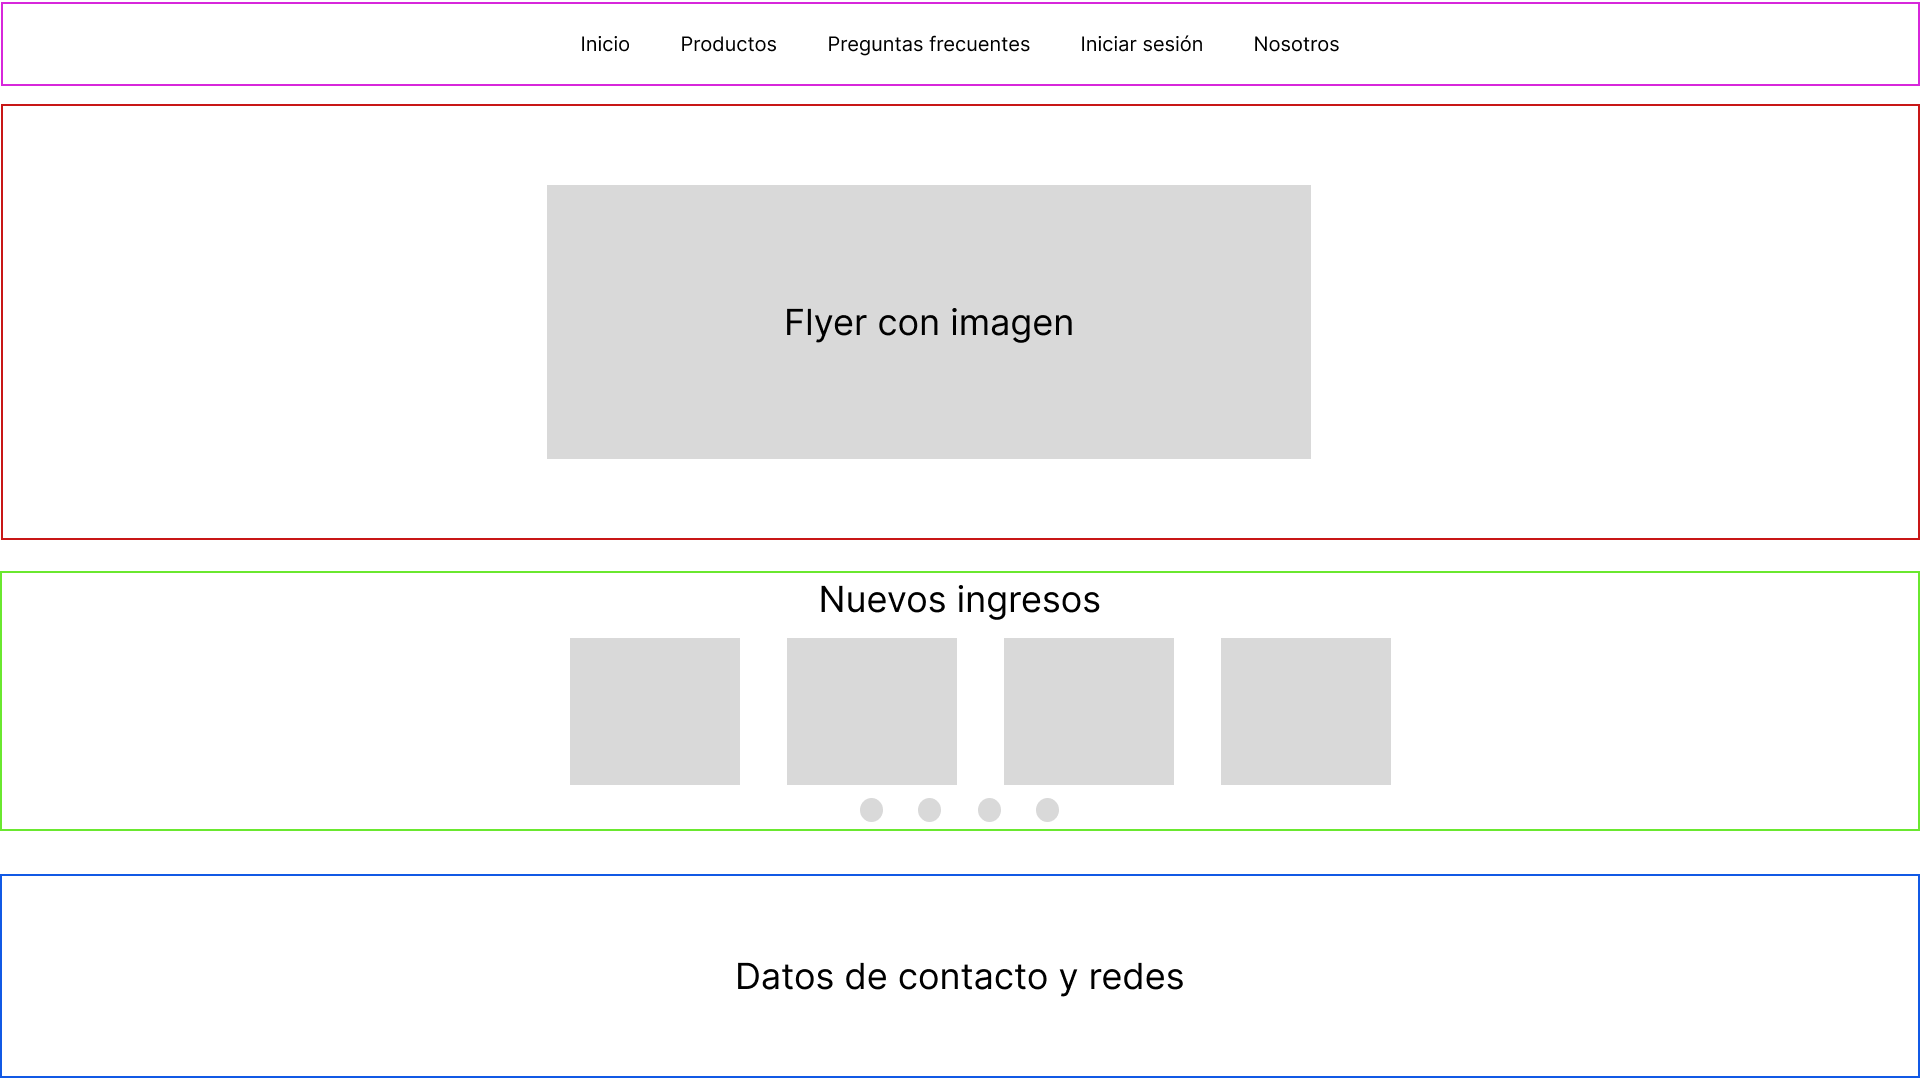 Inicio Productos Preguntas frecuentes Iniciar sesión Nosotros
Flyer con imagen
Nuevos ingresos
Datos de contacto y redes